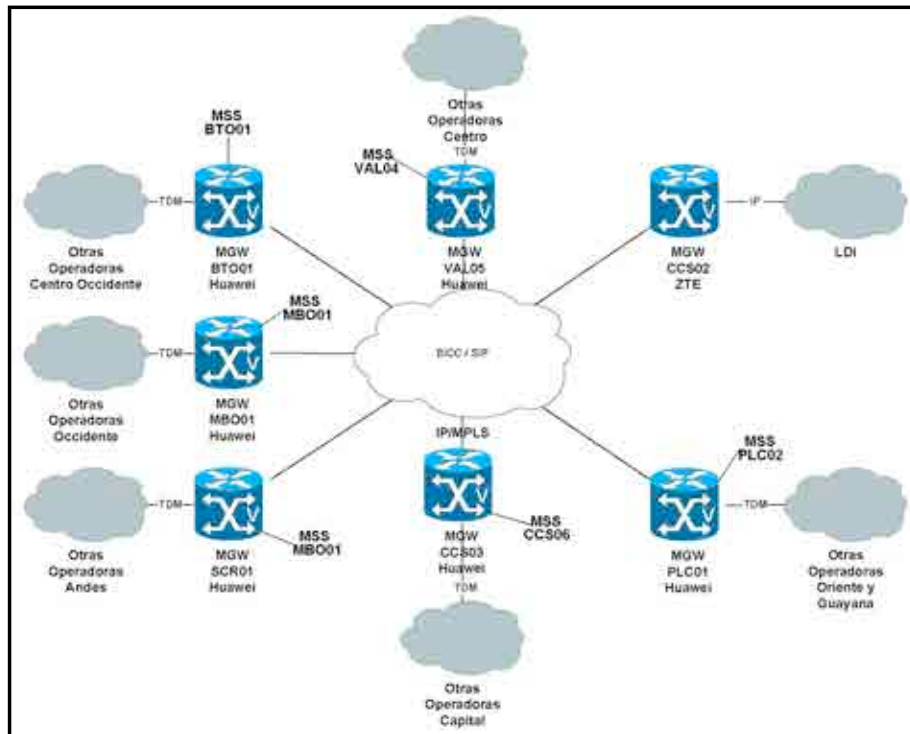 Otras
Operadoras
Centro
TDM
MSS
BTO01
MSS
VAL04
TDM
Otras
Operadoras
Centro Occidente
MGW
BTO01
Huawei
MGW
VAL05
Huawei
MGW
CCS02
ZTE
IP
LDI
MSS
MBO01
TDM
Otras
Operadoras
Occidente
MGW
MBO01
Huawei
BICC / SIP
IP/MPLS
TDM
Otras
Operadoras
Andes
MGW
SCR01
Huawei
MSS
MBO01
MGW
CCS03
Huawei
MSS
CCS06
TDM
Otras
Operadoras
Capital
MSS
PLC02
MGW
PLC01
Huawei
TDM
Otras
Operadoras
Oriente y
Guayana